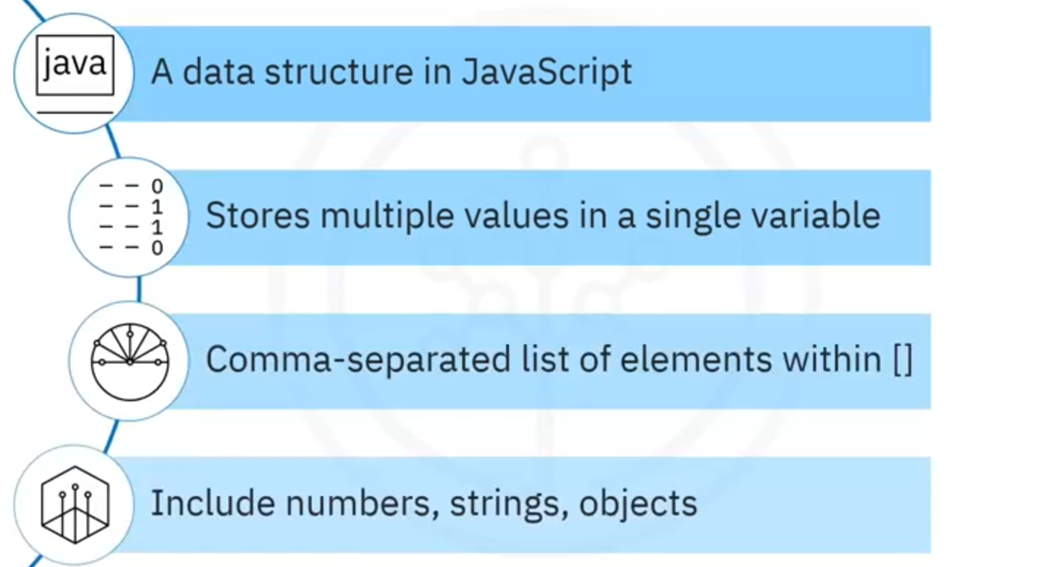 java
A data structure in JavaScript
– – 0
– – 1
– – 1
– – 0
Stores multiple values in a single variable
Comma-separated list of elements within []
Include numbers, strings, objects